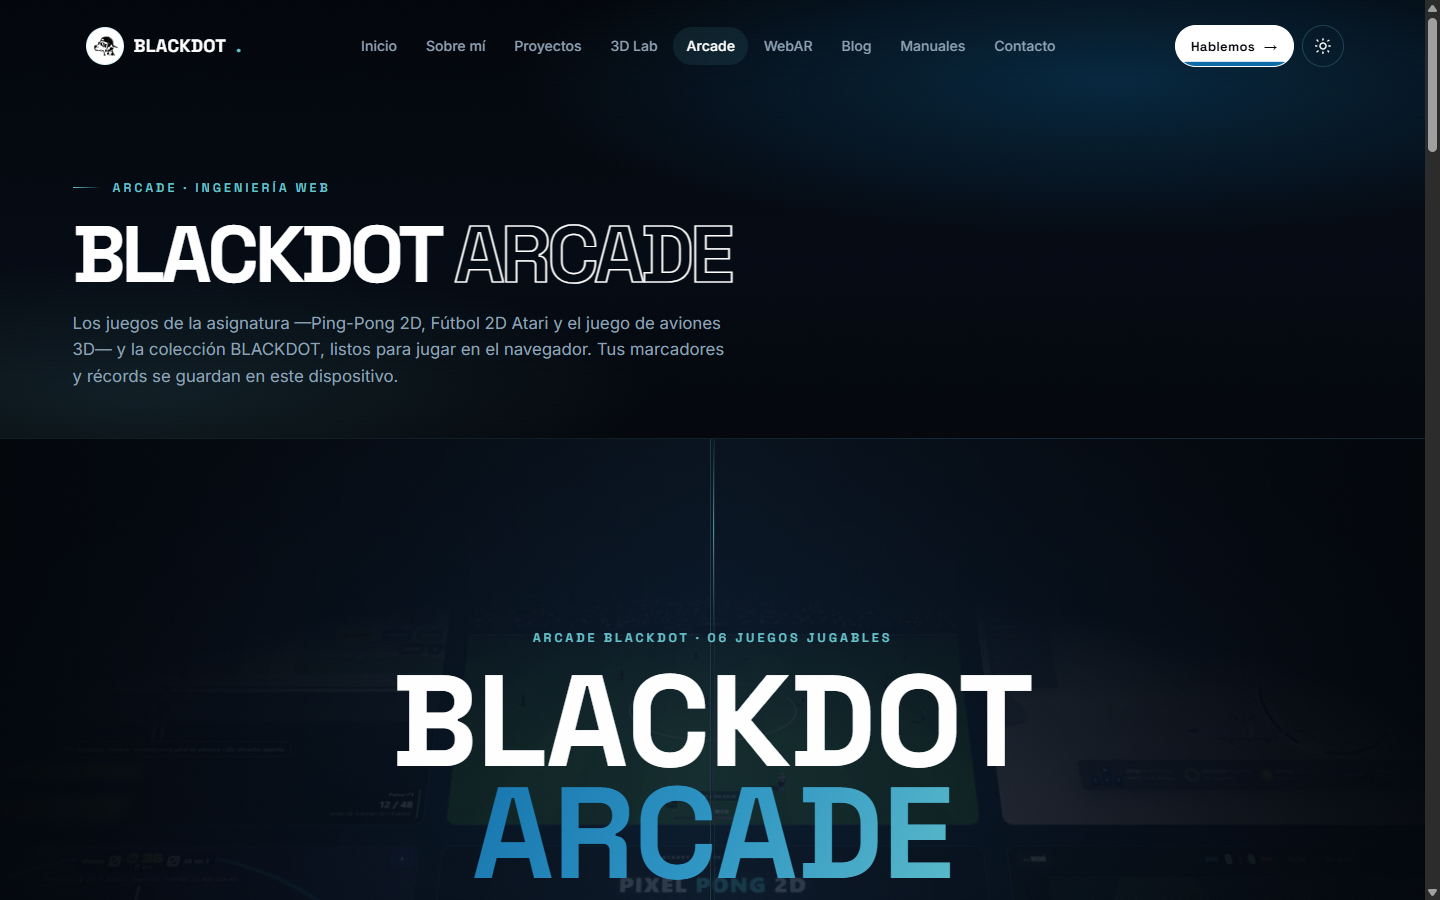 BLACKDOT .
Inicio Sobre mí Proyectos 3D Lab Arcade WebAR Blog Manuales Contacto
Hablemos →
ARCADE · INGENIERÍA WEB
BLACKDOT ARCADE
Los juegos de la asignatura —Ping-Pong 2D, Fútbol 2D Atari y el juego de aviones
3D— y la colección BLACKDOT, listos para jugar en el navegador. Tus marcadores
y récords se guardan en este dispositivo.
ARCADE BLACKDOT · 06 JUEGOS JUGABLES
BLACKDOT
ARCADE
12 / 48
PIXEL PONG 2D